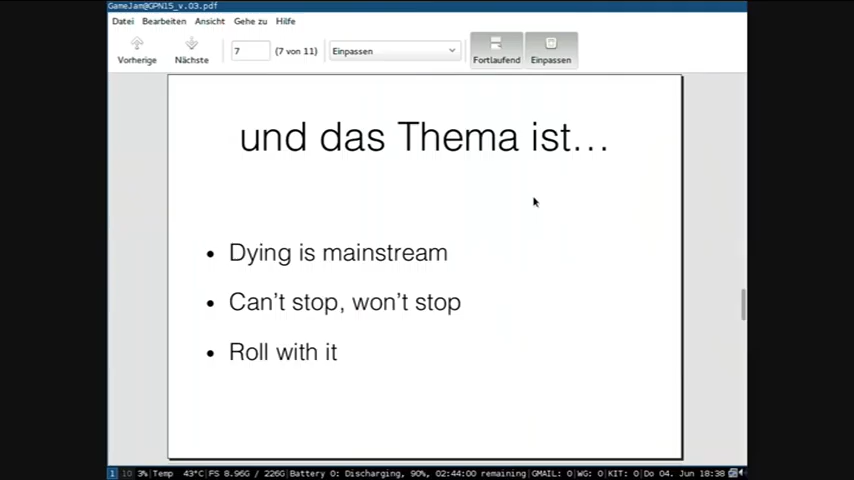 GameJam@GPN15_v.03.pdf
Datei Bearbeiten Ansicht Gehe zu Hilfe
Vorherige Nächste 7 (7 von 11) Einpassen Fortlaufend Einpassen
und das Thema ist...
• Dying is mainstream
• Can't stop, won't stop
• Roll with it
1 10 3%|Temp 43°C|FS 8.96G / 226G|Battery 0: Discharging, 90%, 02:44:00 remaining|GMAIL: 0|WG: 0|KIT: 0|Do 04. Jun 18:38